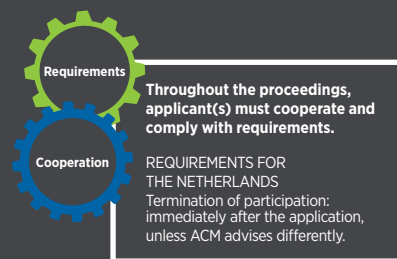 Requirements
Throughout the proceedings,
applicant(s) must cooperate and
comply with requirements.
Cooperation
REQUIREMENTS FOR
THE NETHERLANDS
Termination of participation:
immediately after the application,
unless ACM advises differently.